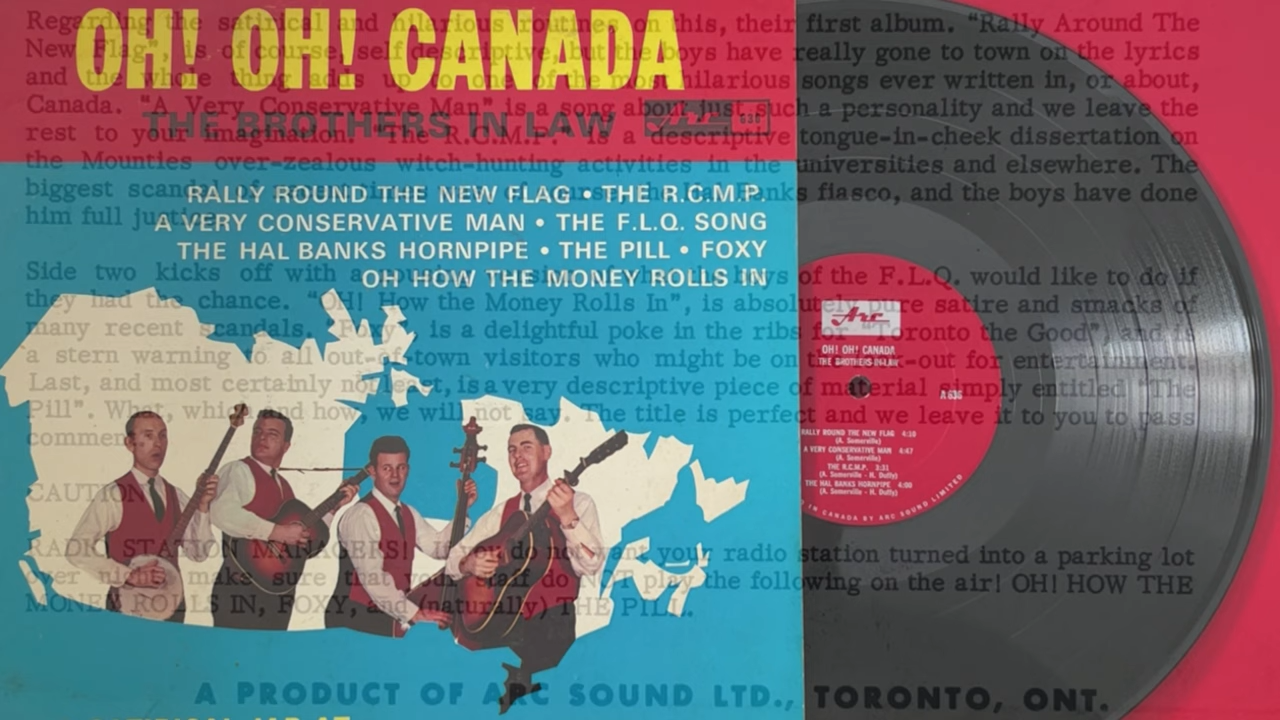 OH! OH! CANADA
THE BROTHERS IN LAW
Arc
636
RALLY ROUND THE NEW FLAG • THE R.C.M.P.
A VERY CONSERVATIVE MAN • THE F.L.Q. SONG
THE HAL BANKS HORNPIPE • THE PILL • FOXY
OH HOW THE MONEY ROLLS IN
Regarding the satirical and hilarious routines on this, their first album. "Rally Around The
New Flag", is of course, self descriptive, but the boys have really gone to town on the lyrics
and the whole thing adds up to one of the most hilarious songs ever written in, or about,
Canada. "A Very Conservative Man" is a song about just such a personality and we leave the
rest to your imagination. "The R.C.M.P." is a descriptive tongue-in-cheek dissertation on
the Mounties over-zealous witch-hunting activities in the universities and elsewhere. The
biggest scandal Banks fiasco, and the boys have done
him full justice.
Side two kicks off with a of the F.L.Q. would like to do if
they had the chance. "OH! How the Money Rolls In", is absolutely pure satire and smacks of
many recent scandals. "Foxy", is a delightful poke in the ribs for "Toronto the Good", and is
a stern warning to all out-of-town visitors who might be on the -out for entertainment.
Last, and most certainly not least, is a very descriptive piece of material simply entitled "The
Pill". What, which and how, we will not say. The title is perfect and we leave it to you to pass
comment.
CAUTION
RADIO STATION MANAGERS! If you do not want your radio station turned into a parking lot
over night, make sure that your staff do NOT play the following on the air! OH! HOW THE
MONEY ROLLS IN, FOXY, and (naturally) THE PILL.
A PRODUCT OF ARC SOUND LTD., TORONTO, ONT.
Arc
OH! OH! CANADA
THE BROTHERS-IN-LAW
A 636
RALLY ROUND THE NEW FLAG 4:10
(A. Somerville)
A VERY CONSERVATIVE MAN 4:47
(A. Somerville)
THE R.C.M.P. 3:31
(A. Somerville - H. Duffy)
THE HAL BANKS HORNPIPE 4:00
(A. Somerville - H. Duffy)
IN CANADA BY ARC SOUND LIMITED